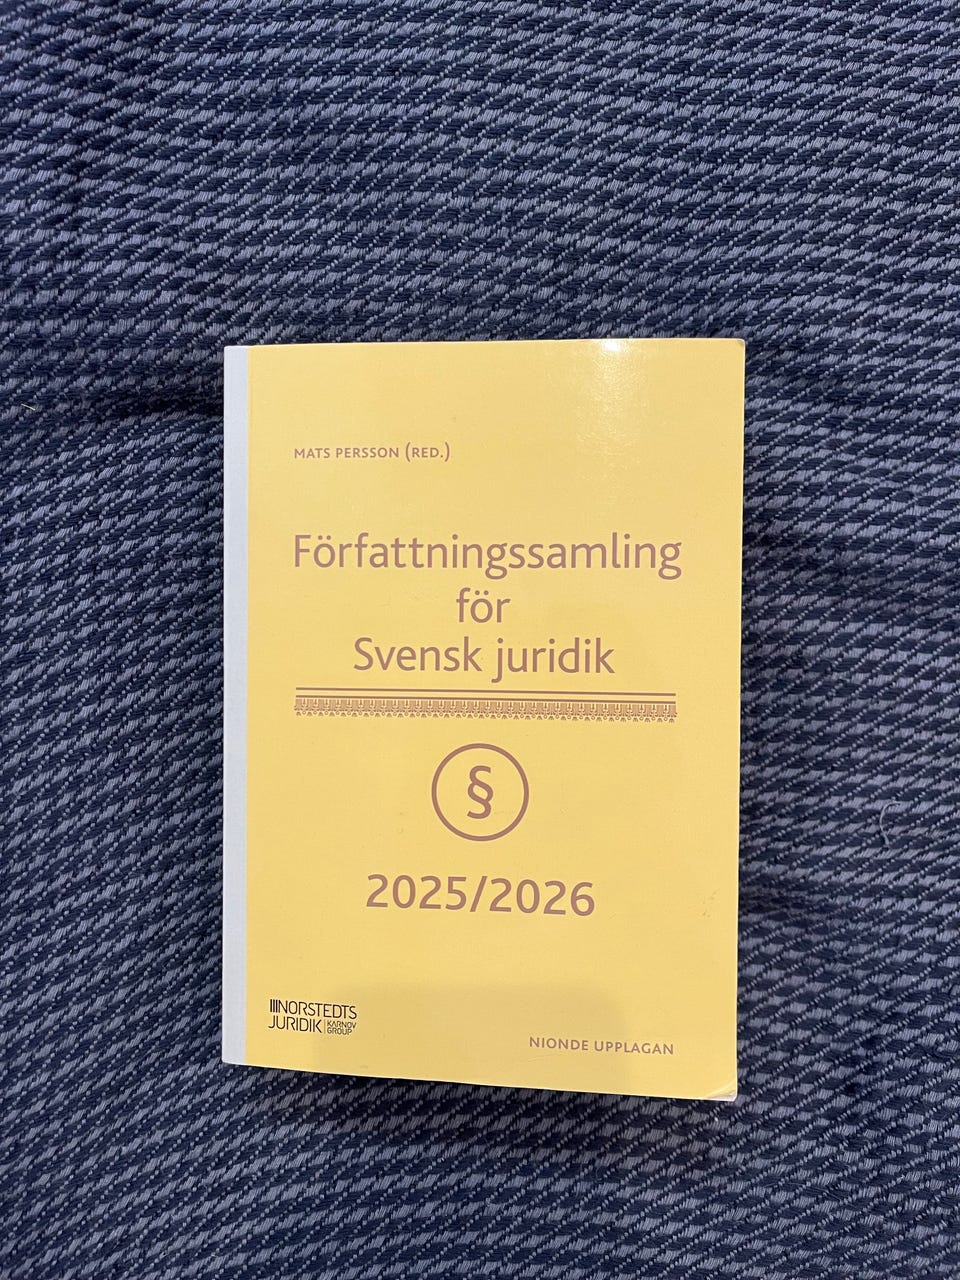 MATS PERSSON (RED.)
Författningssamling
för
Svensk juridik
§
2025/2026
NORSTEDTS
JURIDIK
KARNOV
GROUP
NIONDE UPPLAGAN